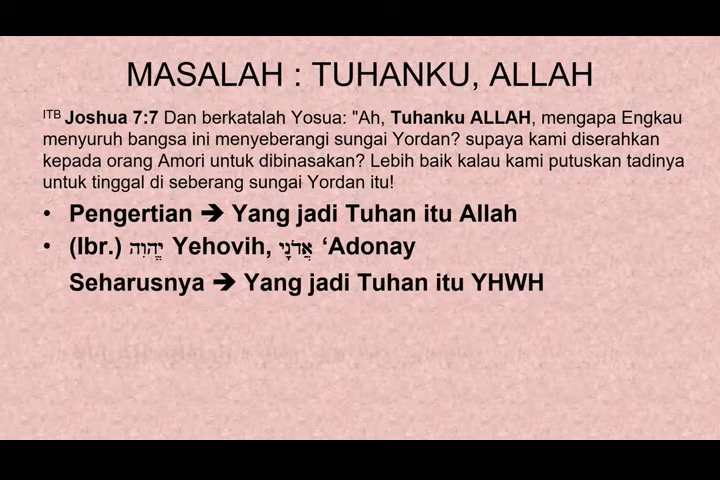 MASALAH : TUHANKU, ALLAH
ITB Joshua 7:7 Dan berkatalah Yosua: "Ah, Tuhanku ALLAH, mengapa Engkau
menyuruh bangsa ini menyeberangi sungai Yordan? supaya kami diserahkan
kepada orang Amori untuk dibinasakan? Lebih baik kalau kami putuskan tadinya
untuk tinggal di seberang sungai Yordan itu!
• Pengertian ➔ Yang jadi Tuhan itu Allah
• (Ibr.) יֱהוִה Yehovih, אֲדֹנָי ‘Adonay
Seharusnya ➔ Yang jadi Tuhan itu YHWH